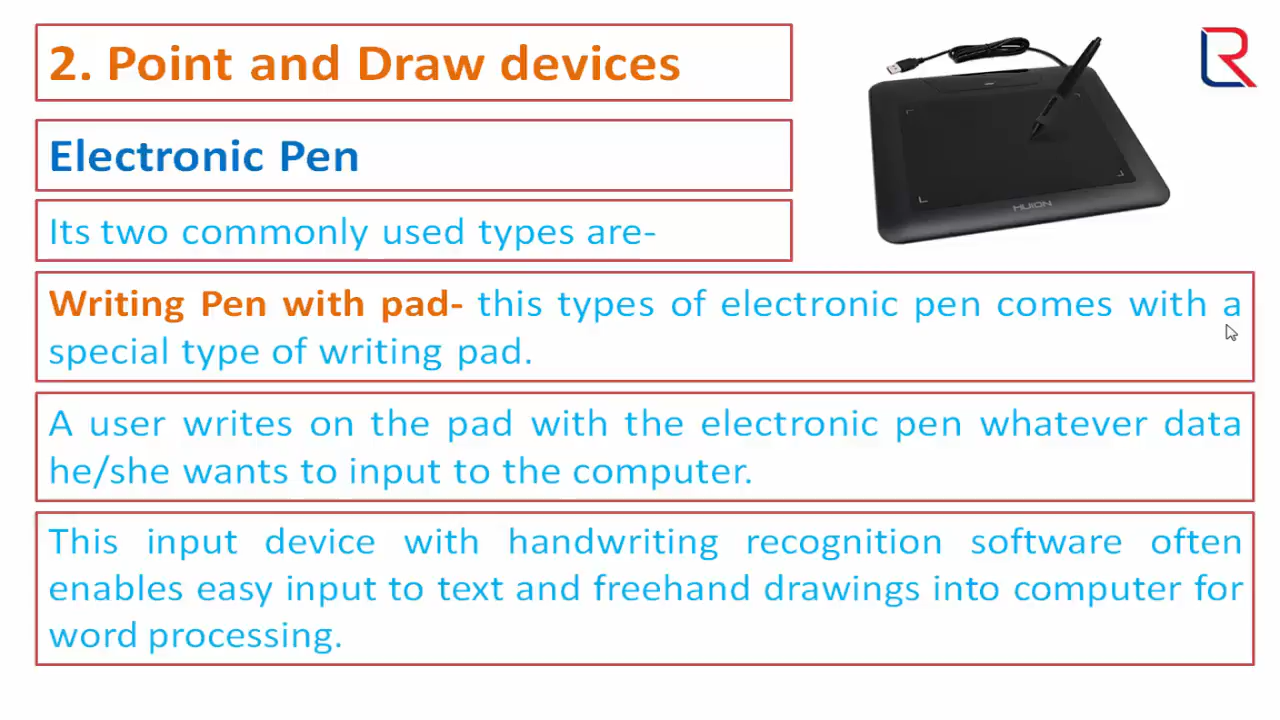 2. Point and Draw devices
Electronic Pen
Its two commonly used types are-
Writing Pen with pad- this types of electronic pen comes with a
special type of writing pad.
A user writes on the pad with the electronic pen whatever data
he/she wants to input to the computer.
This input device with handwriting recognition software often
enables easy input to text and freehand drawings into computer for
word processing.
HUION
LR